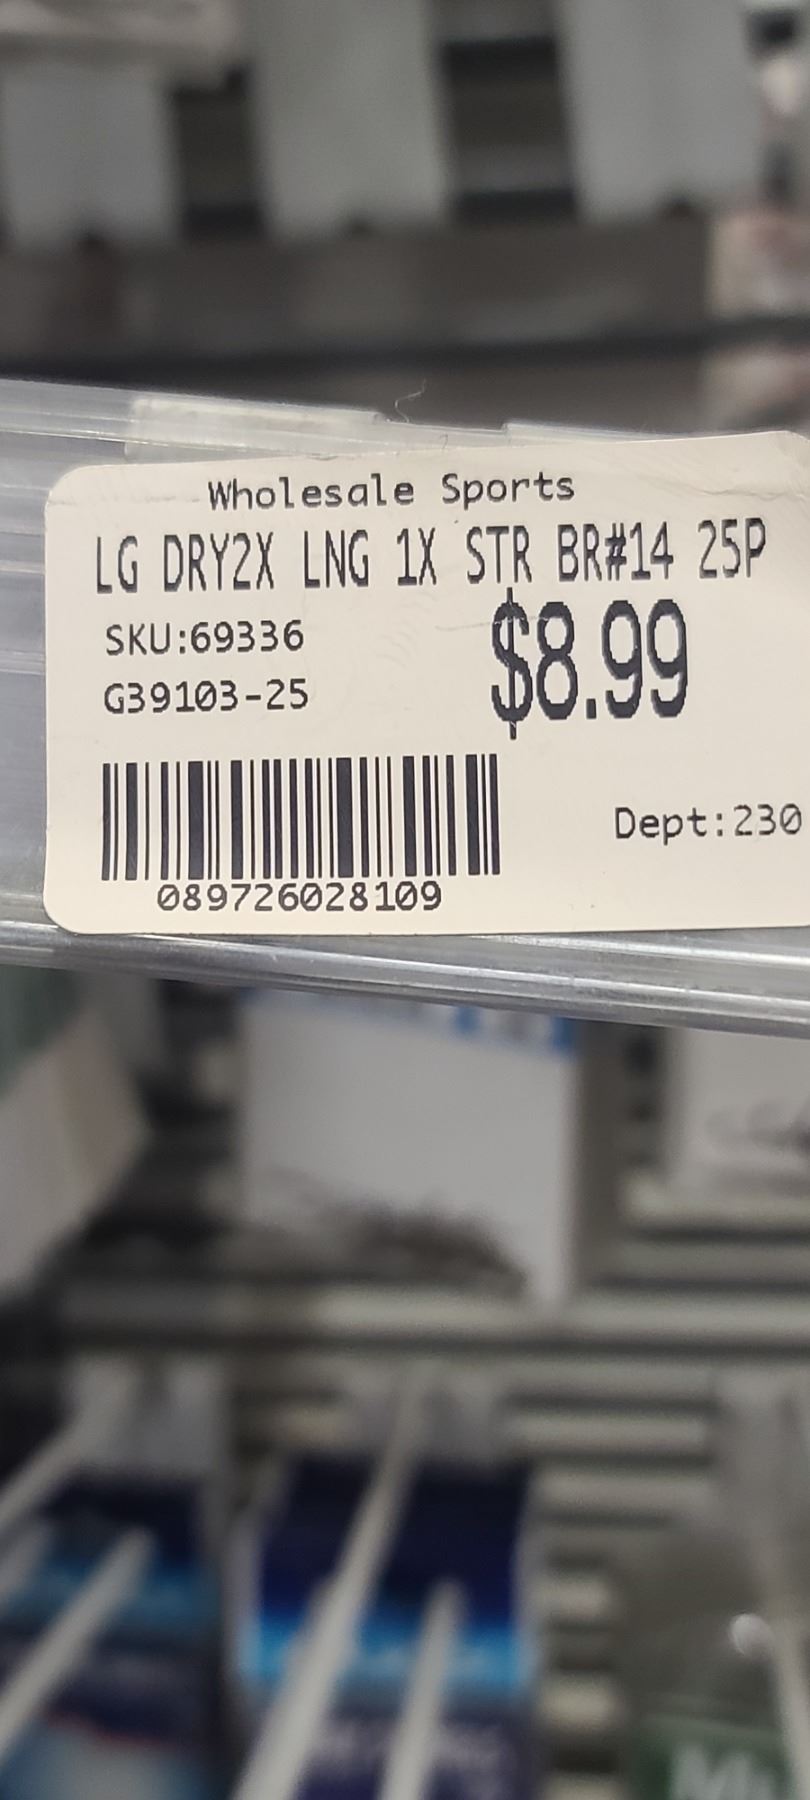 Wholesale Sports
LG DRY2X LNG 1X STR BR#14 25P
SKU:69336
$8.99
G39103-25
Dept:230
089726028109